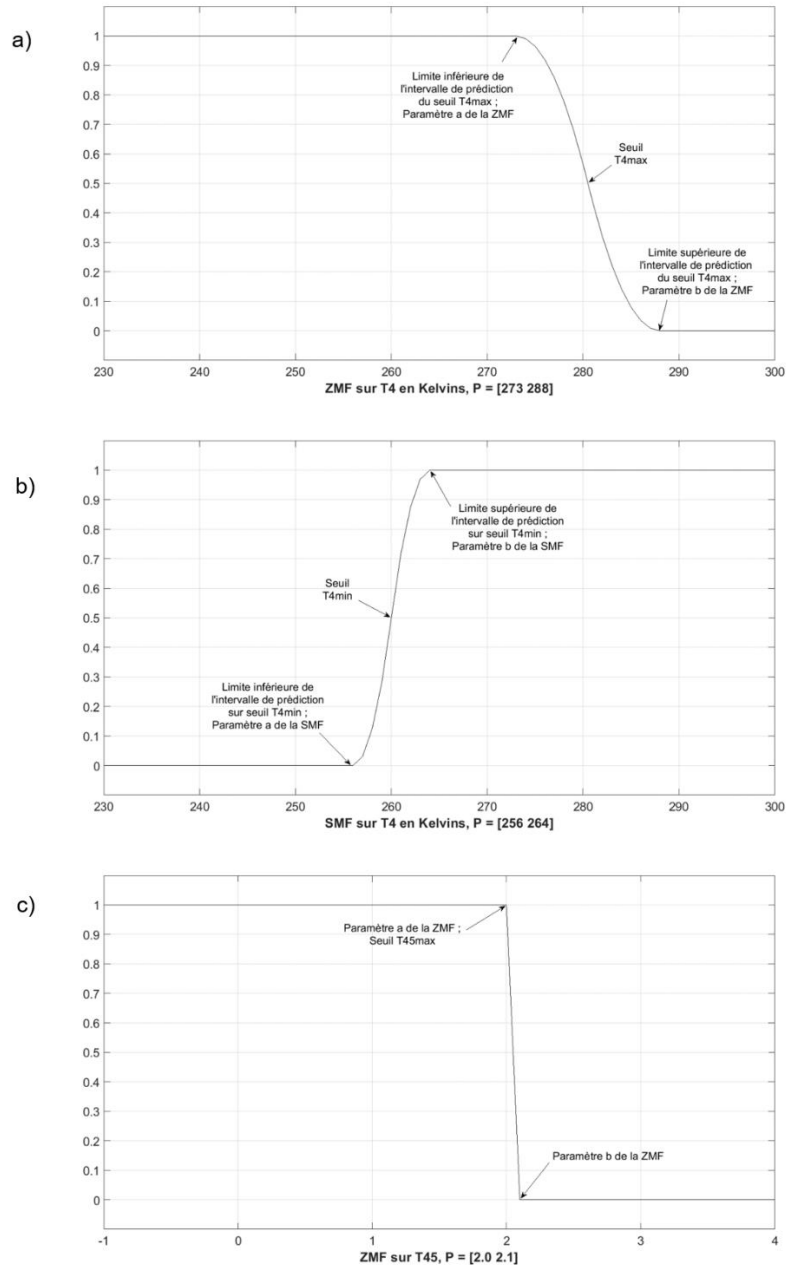 a)
1
0.9
0.8
0.7
0.6
0.5
0.4
0.3
0.2
0.1
0
Limite inférieure de
l'intervalle de prédiction
du seuil T4max ;
Paramètre a de la ZMF
Seuil
T4max
Limite supérieure de
l'intervalle de prédiction
du seuil T4max ;
Paramètre b de la ZMF
230 240 250 260 270 280 290 300
ZMF sur T4 en Kelvins, P = [273 288]
b)
1
0.9
0.8
0.7
0.6
0.5
0.4
0.3
0.2
0.1
0
Limite supérieure de
l'intervalle de prédiction
sur seuil T4min ;
Paramètre b de la SMF
Seuil
T4min
Limite inférieure de
l'intervalle de prédiction
sur seuil T4min ;
Paramètre a de la SMF
230 240 250 260 270 280 290 300
SMF sur T4 en Kelvins, P = [256 264]
c)
1
0.9
0.8
0.7
0.6
0.5
0.4
0.3
0.2
0.1
0
Paramètre a de la ZMF ;
Seuil T45max
Paramètre b de la ZMF
-1 0 1 2 3 4
ZMF sur T45, P = [2.0 2.1]